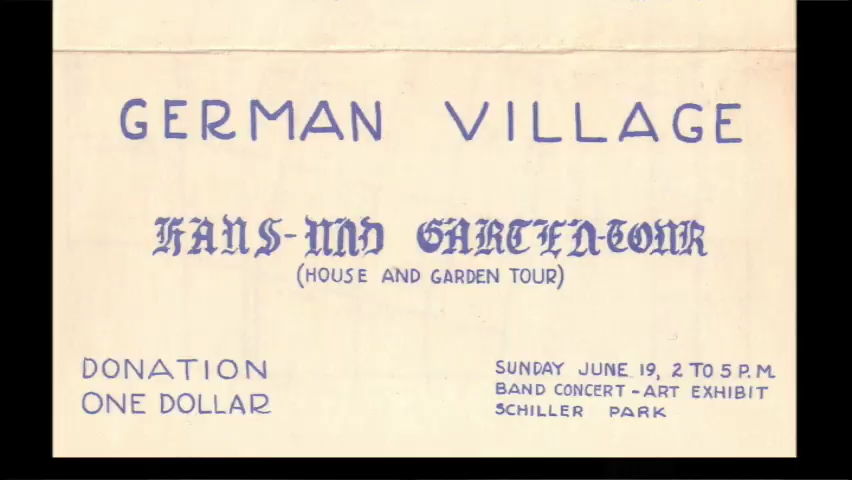 GERMAN VILLAGE
HAUS-UND GARTEN-TOUR
(HOUSE AND GARDEN TOUR)
DONATION
ONE DOLLAR
SUNDAY JUNE 19, 2 TO 5 P.M.
BAND CONCERT - ART EXHIBIT
SCHILLER PARK